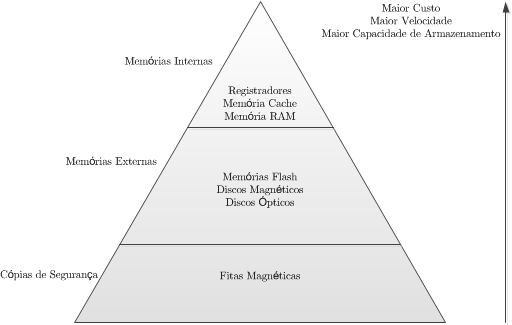 Maior Custo
Maior Velocidade
Maior Capacidade de Armazenamento
Memórias Internas
Registradores
Memória Cache
Memória RAM
Memórias Externas
Memórias Flash
Discos Magnéticos
Discos Ópticos
Cópias de Segurança
Fitas Magnéticas